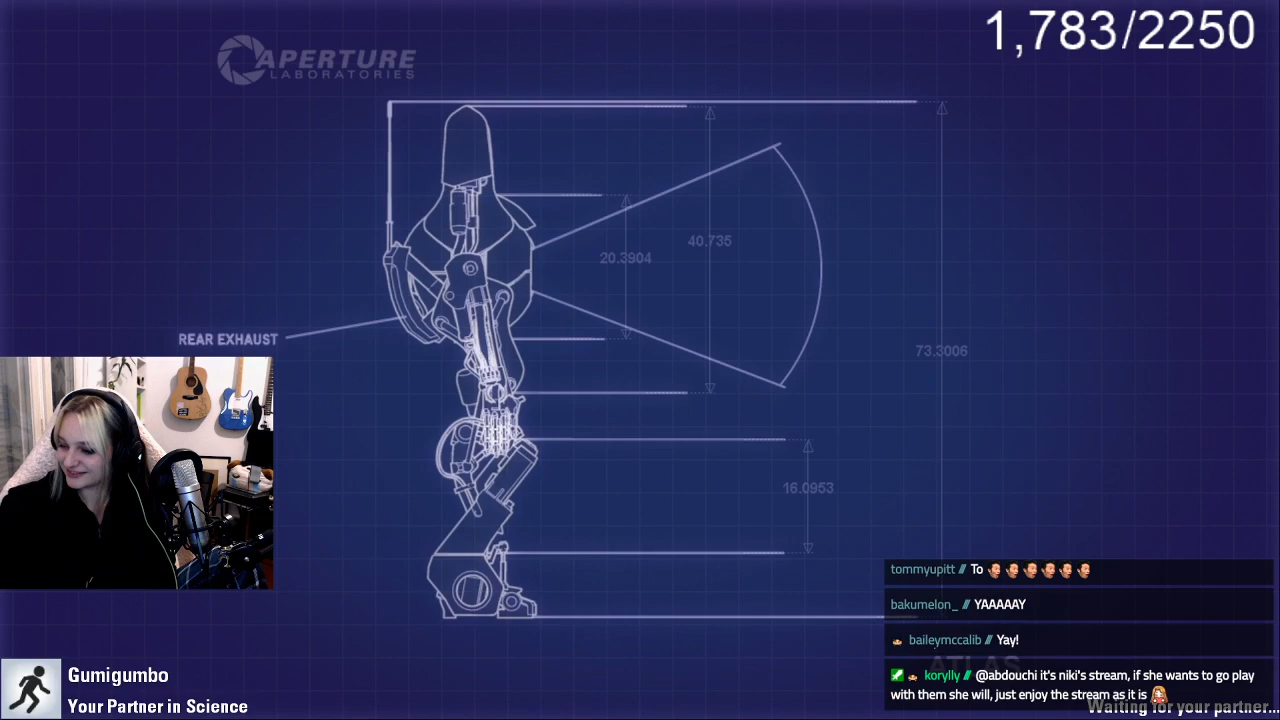 1,783/2250
APERTURE
LABORATORIES
40.735
20.3904
REAR EXHAUST
73.3006
16.0953
tommyupitt // To
bakumelon_ // YAAAAAY
baileymccalib // Yay!
ATLAS
korylly // @abdouchi it's niki's stream, if she wants to go play
with them she will, just enjoy the stream as it is
Gumigumbo
Your Partner in Science
Waiting for your partner...